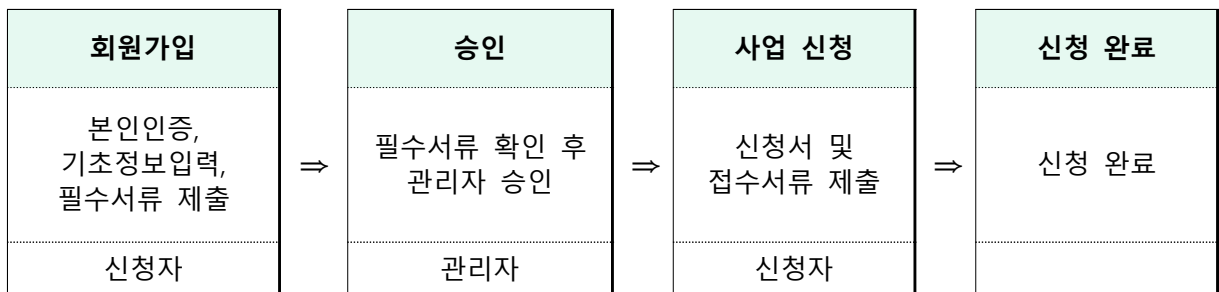 회원가입
본인인증,
기초정보입력,
필수서류 제출
신청자
⇒
승인
필수서류 확인 후
관리자 승인
관리자
⇒
사업 신청
신청서 및
접수서류 제출
신청자
⇒
신청 완료
신청 완료